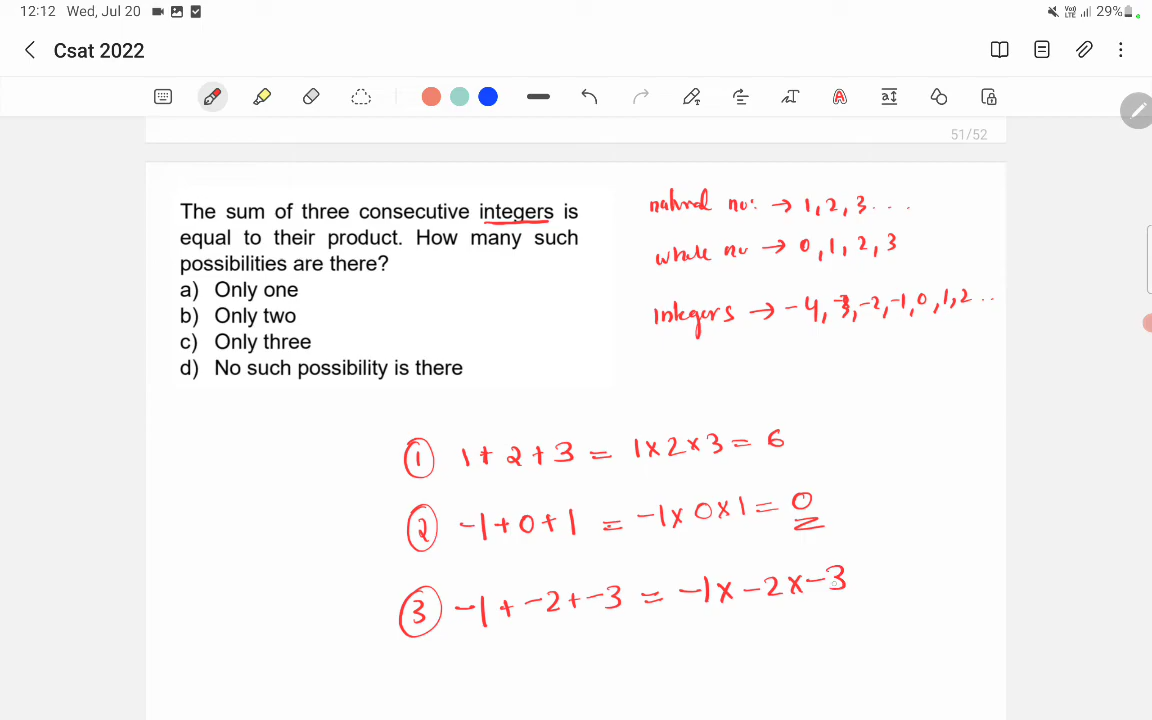 12:12 Wed, Jul 20
29%
Csat 2022
51/52
The sum of three consecutive integers is
equal to their product. How many such
possibilities are there?
a) Only one
b) Only two
c) Only three
d) No such possibility is there
natural no: → 1, 2, 3 . . . .
whole no → 0, 1, 2, 3
Integers → -4, -3, -2, -1, 0, 1, 2 ..
① 1 + 2 + 3 = 1 x 2 x 3 = 6
② -1 + 0 + 1 = -1 x 0 x 1 = 0
③ -1 + -2 + -3 = -1 x -2 x -3